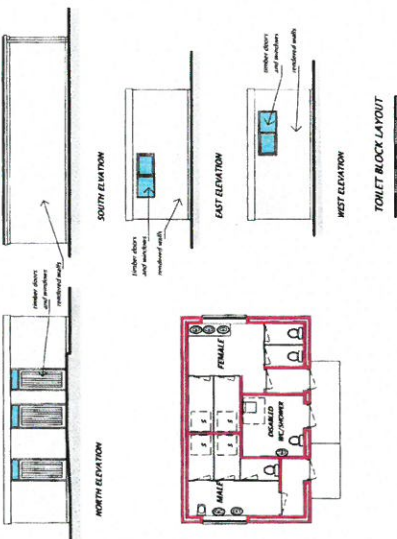 timber doors
and windows
rendered walls
NORTH ELEVATION
SOUTH ELVATION
timber doors
and windows
rendered walls
EAST ELEVATION
timber doors
and windows
rendered walls
WEST ELEVATION
MALE
S
S
S
S
FEMALE
DISABLED
WC/SHOWER
TOILET BLOCK LAYOUT